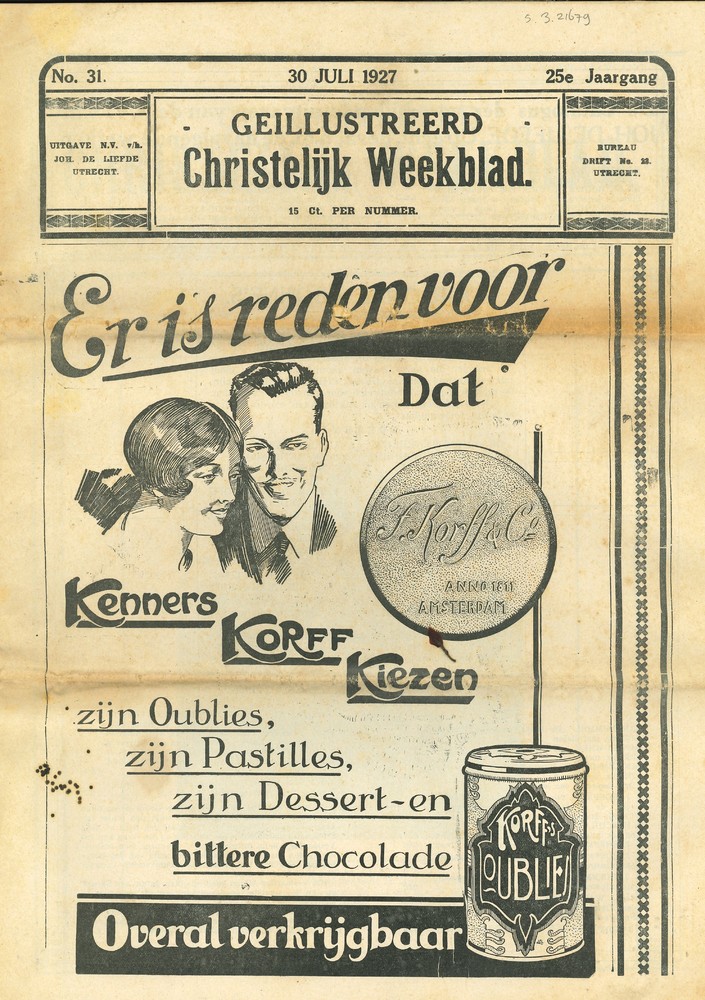 S. 3. 21679
No. 31.
30 JULI 1927
25e Jaargang
UITGAVE N.V. v/h.
JOH. DE LIEFDE
UTRECHT.
GEILLUSTREERD
Christelijk Weekblad.
15 Ct. PER NUMMER.
BUREAU
DRIFT No. 23.
UTRECHT.
Er is reden voor
Dat
F. Korff & Co
ANNO 1811
AMSTERDAM
Kenners
KORFF
Kiezen
zijn Oublies,
zijn Pastilles,
zijn Dessert-en
bittere Chocolade
KORFF'S
OUBLIES
Overal verkrijgbaar